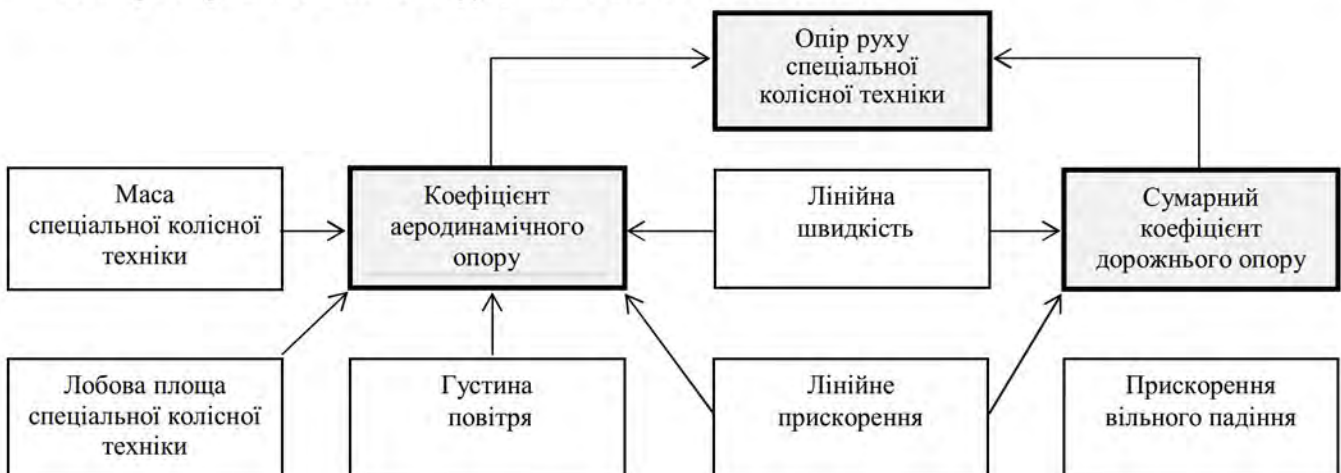 Опір руху
спеціальної
колісної техніки
Маса
спеціальної колісної
техніки
Коефіцієнт
аеродинамічного
опору
Лінійна
швидкість
Сумарний
коефіцієнт
дорожнього опору
Лобова площа
спеціальної колісної
техніки
Густина
повітря
Лінійне
прискорення
Прискорення
вільного падіння